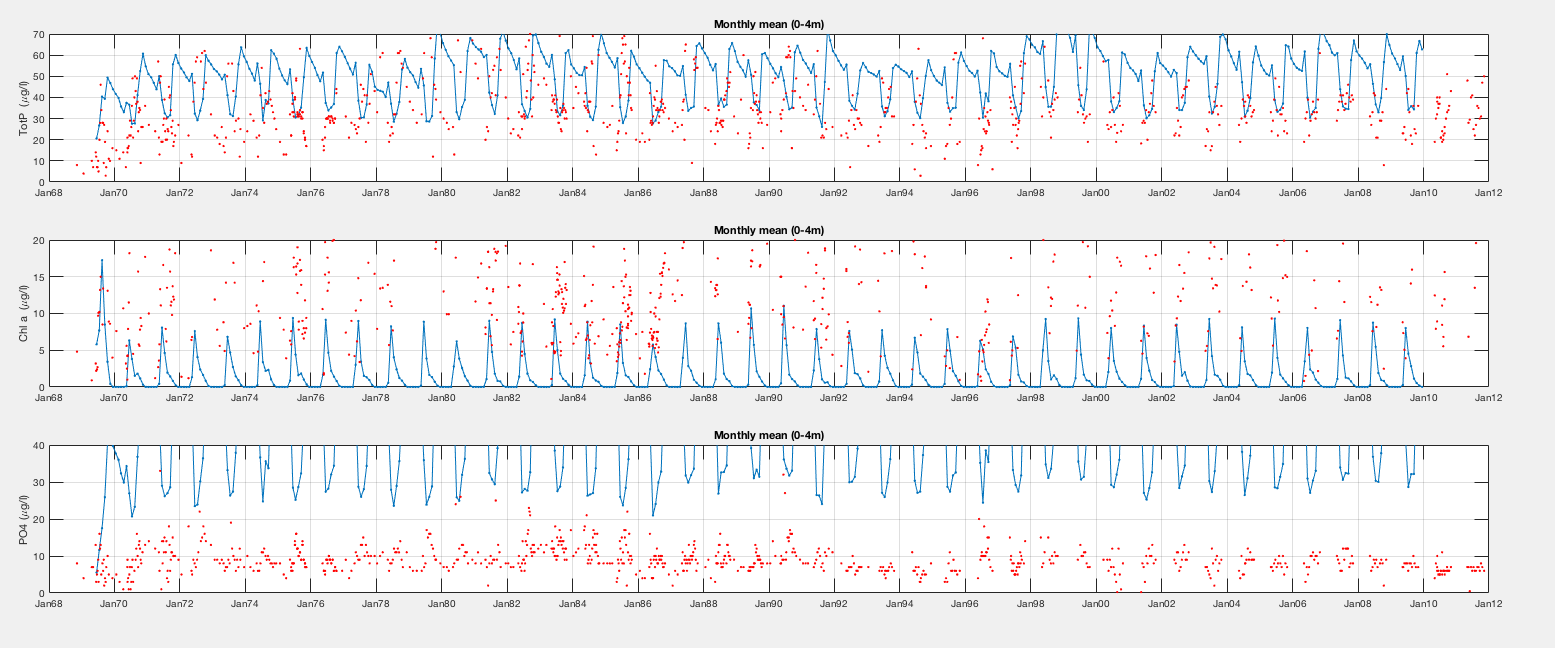 Monthly mean (0-4m)
70
60
50
40
30
20
10
0
TotP (μg/l)
Jan68 Jan70 Jan72 Jan74 Jan76 Jan78 Jan80 Jan82 Jan84 Jan86 Jan88 Jan90 Jan92 Jan94 Jan96 Jan98 Jan00 Jan02 Jan04 Jan06 Jan08 Jan10 Jan12
Monthly mean (0-4m)
20
15
10
5
0
Chl a (μg/l)
Jan68 Jan70 Jan72 Jan74 Jan76 Jan78 Jan80 Jan82 Jan84 Jan86 Jan88 Jan90 Jan92 Jan94 Jan96 Jan98 Jan00 Jan02 Jan04 Jan06 Jan08 Jan10 Jan12
Monthly mean (0-4m)
40
30
20
10
0
PO4 (μg/l)
Jan68 Jan70 Jan72 Jan74 Jan76 Jan78 Jan80 Jan82 Jan84 Jan86 Jan88 Jan90 Jan92 Jan94 Jan96 Jan98 Jan00 Jan02 Jan04 Jan06 Jan08 Jan10 Jan12